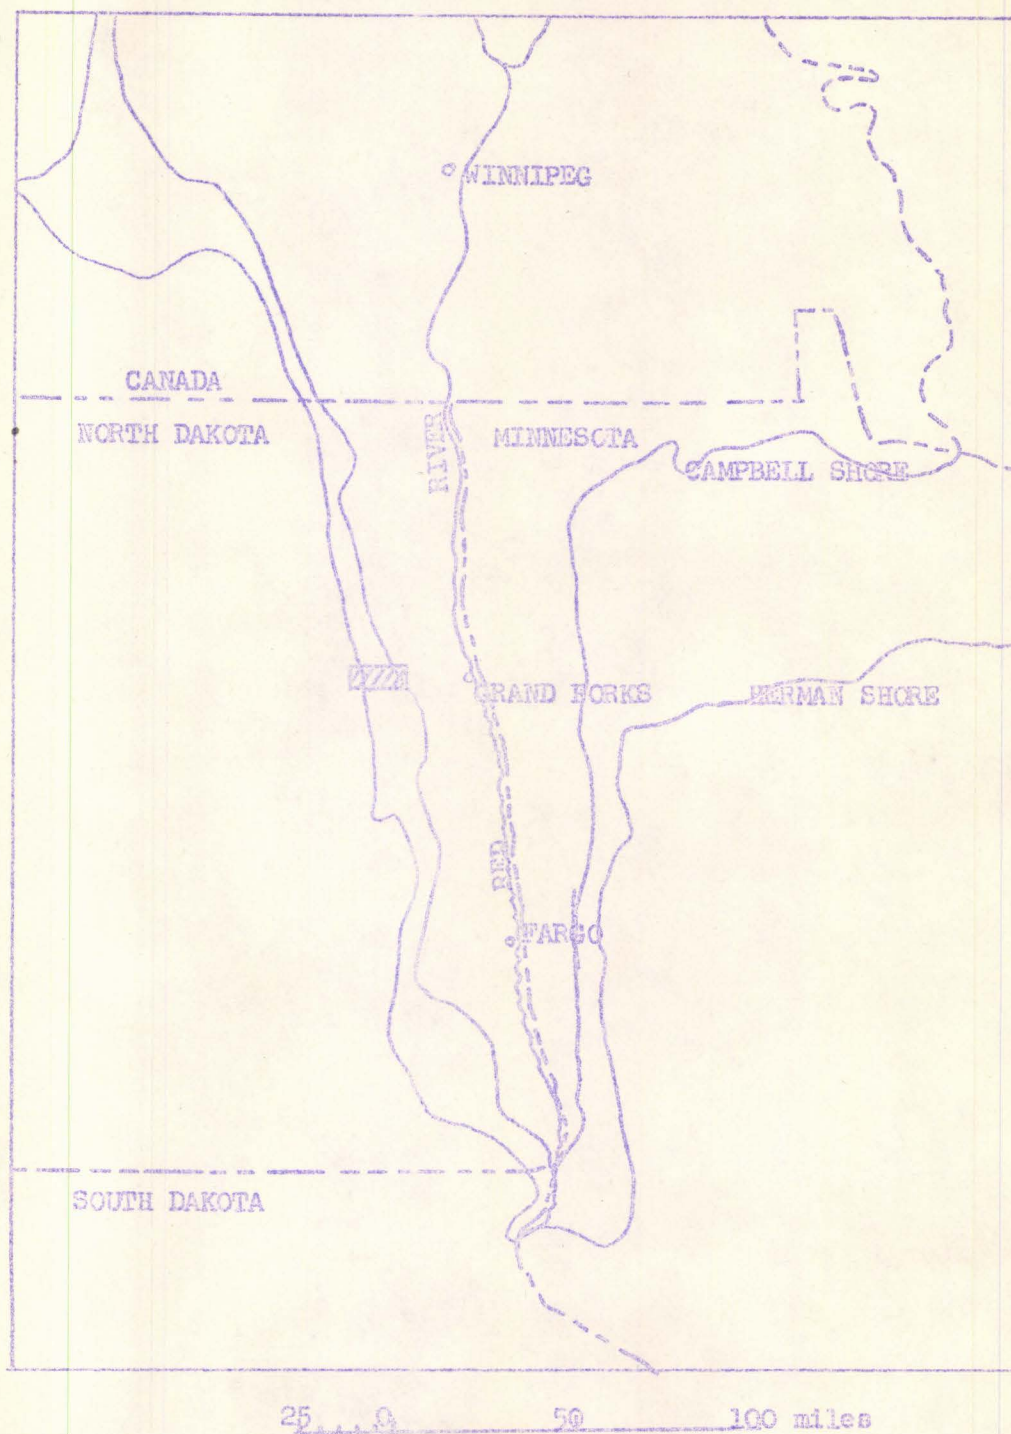 WINNIPEG
CANADA
NORTH DAKOTA
RIVER
MINNESOTA
CAMPBELL SHORE
GRAND FORKS
HERMAN SHORE
RED
FARGO
SOUTH DAKOTA
25...0 50 100 miles